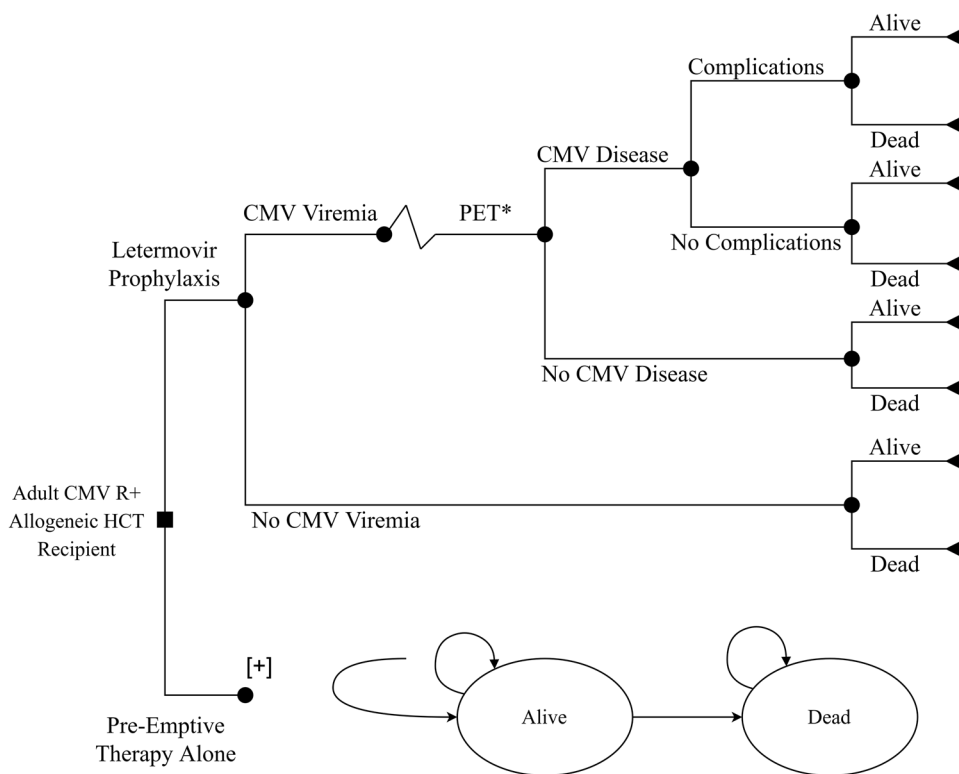 Alive
Complications
Dead
CMV Disease
Alive
CMV Viremia
PET*
No Complications
Letermovir
Prophylaxis
Dead
Alive
No CMV Disease
Dead
Alive
Adult CMV R+
Allogeneic HCT
Recipient
No CMV Viremia
Dead
[+]
Pre-Emptive
Therapy Alone
Alive
Dead